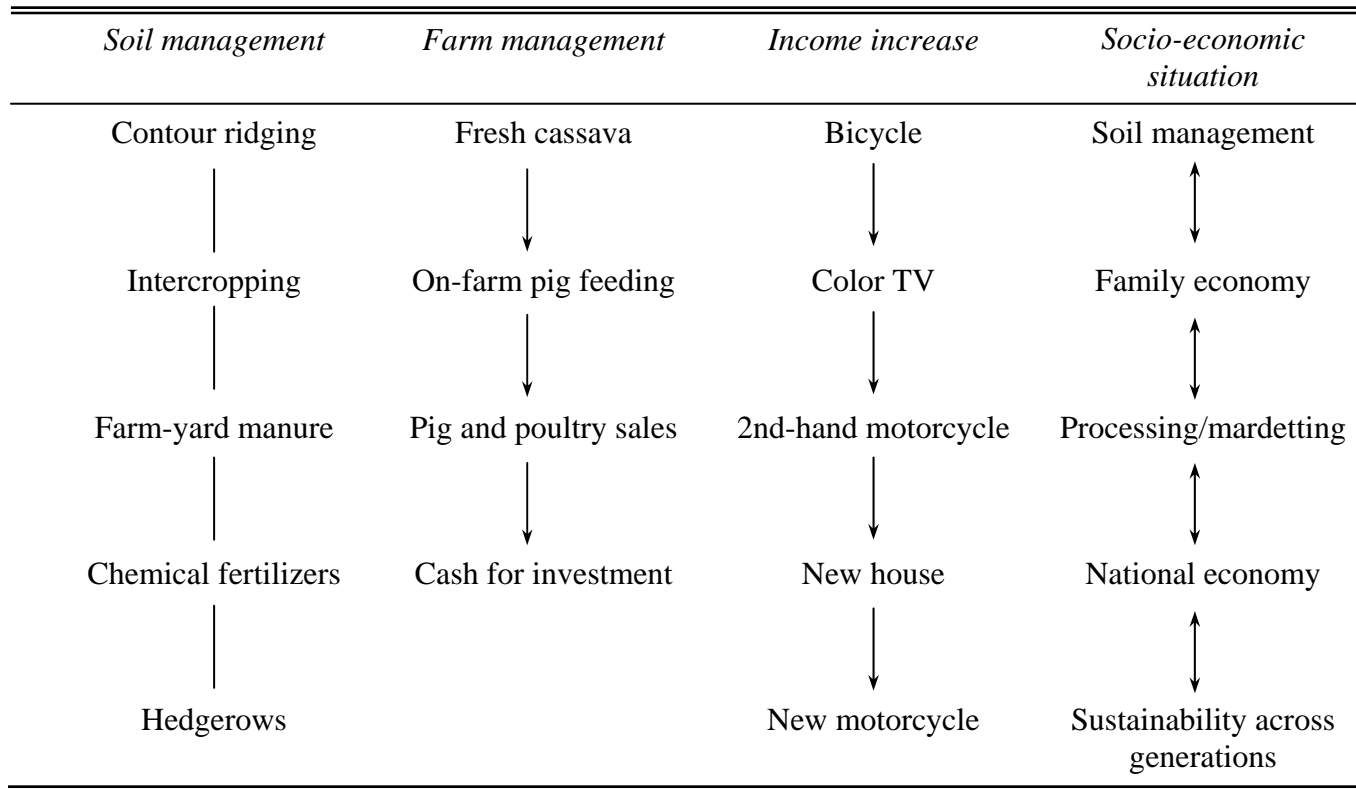 Soil management Farm management Income increase Socio-economic
situation
Contour ridging Fresh cassava Bicycle Soil management
Intercropping On-farm pig feeding Color TV Family economy
Farm-yard manure Pig and poultry sales 2nd-hand motorcycle Processing/mardetting
Chemical fertilizers Cash for investment New house National economy
Hedgerows New motorcycle Sustainability across
generations